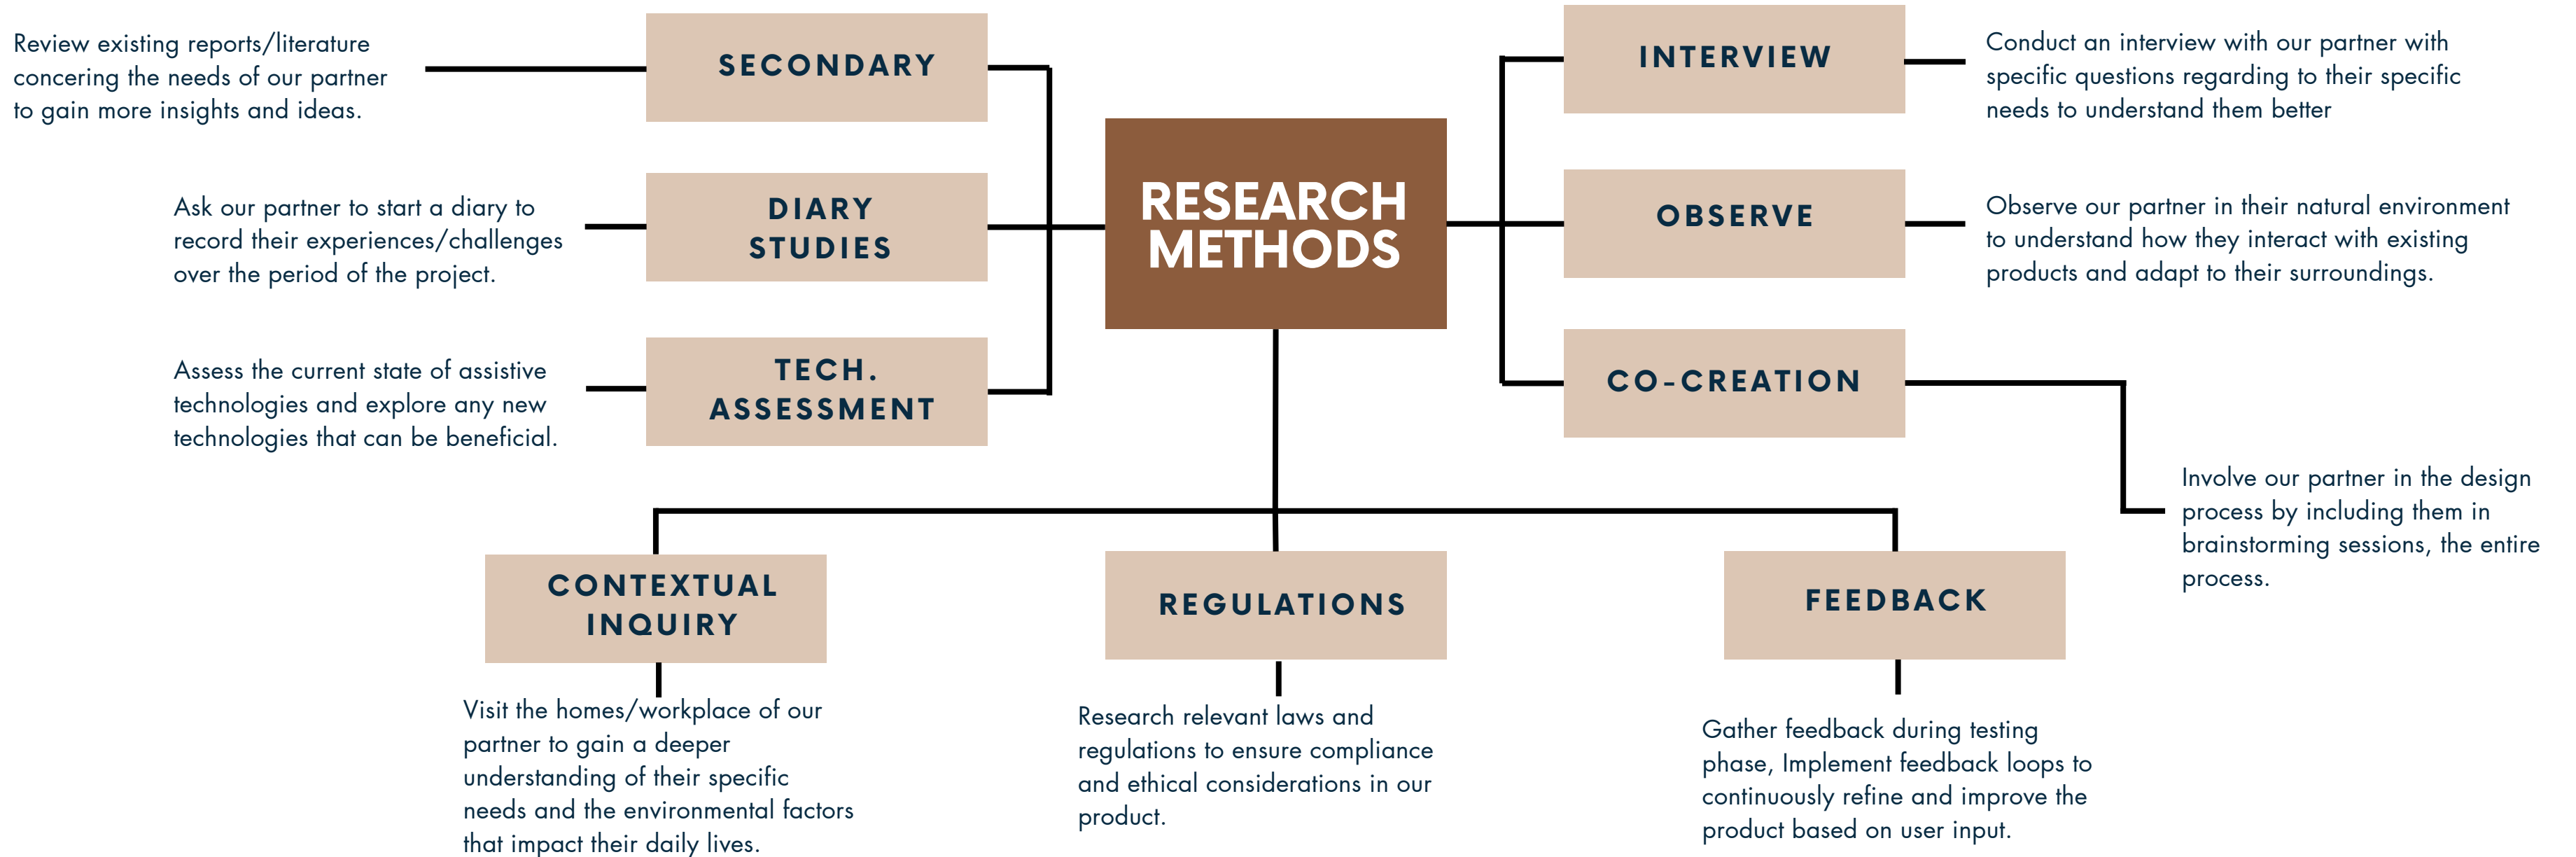 RESEARCH
METHODS
SECONDARY
Review existing reports/literature
concering the needs of our partner
to gain more insights and ideas.
DIARY
STUDIES
Ask our partner to start a diary to
record their experiences/challenges
over the period of the project.
TECH.
ASSESSMENT
Assess the current state of assistive
technologies and explore any new
technologies that can be beneficial.
INTERVIEW
Conduct an interview with our partner with
specific questions regarding to their specific
needs to understand them better
OBSERVE
Observe our partner in their natural environment
to understand how they interact with existing
products and adapt to their surroundings.
CO-CREATION
Involve our partner in the design
process by including them in
brainstorming sessions, the entire
process.
CONTEXTUAL
INQUIRY
Visit the homes/workplace of our
partner to gain a deeper
understanding of their specific
needs and the environmental factors
that impact their daily lives.
REGULATIONS
Research relevant laws and
regulations to ensure compliance
and ethical considerations in our
product.
FEEDBACK
Gather feedback during testing
phase, Implement feedback loops to
continuously refine and improve the
product based on user input.